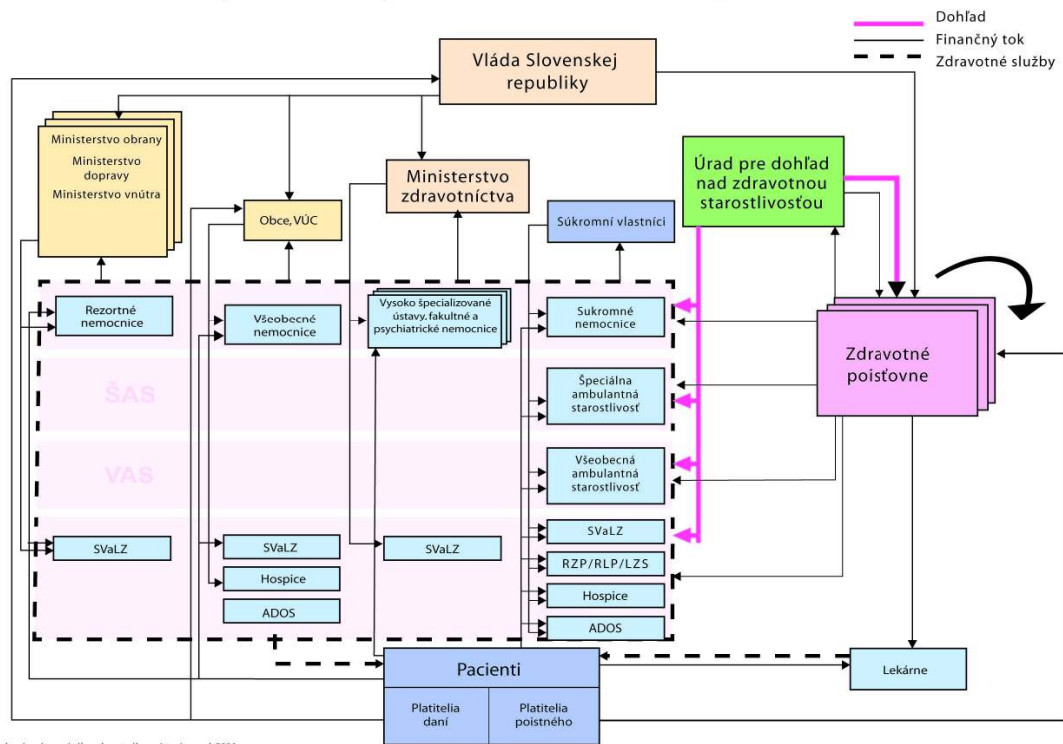 Dohľad
Finančný tok
Zdravotné služby
Vláda Slovenskej
republiky
Ministerstvo obrany
Ministerstvo
dopravy
Ministerstvo vnútra
Obce, VÚC
Ministerstvo
zdravotníctva
Súkromní vlastníci
Úrad pre dohľad
nad zdravotnou
starostlivosťou
Rezortné
nemocnice
Všeobecné
nemocnice
Vysoko špecializované
ústavy, fakultné a
psychiatrické nemocnice
Sukromné
nemocnice
Zdravotné
poisťovne
ŠAS
Špeciálna
ambulantná
starostlivosť
VAS
Všeobecná
ambulantná
starostlivosť
SVaLZ
SVaLZ
SVaLZ
SVaLZ
RZP/RLP/LZS
Hospice
Hospice
ADOS
ADOS
Pacienti
Platitelia
daní
Platitelia
poistného
Lekárne